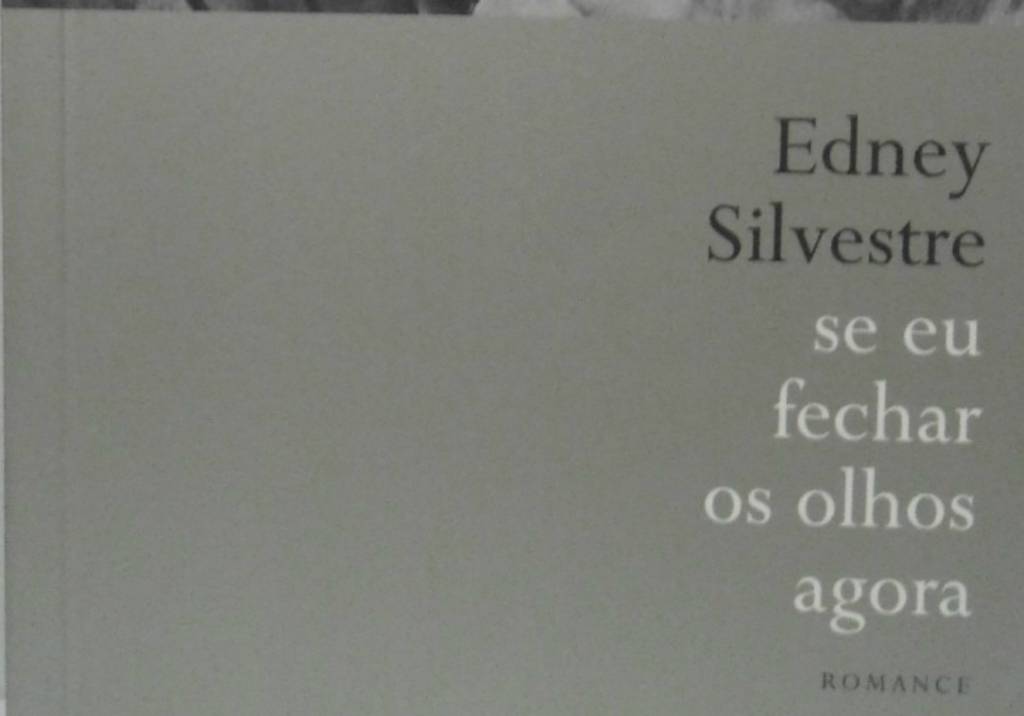 Edney
Silvestre
se eu
fechar
os olhos
agora
ROMANCE